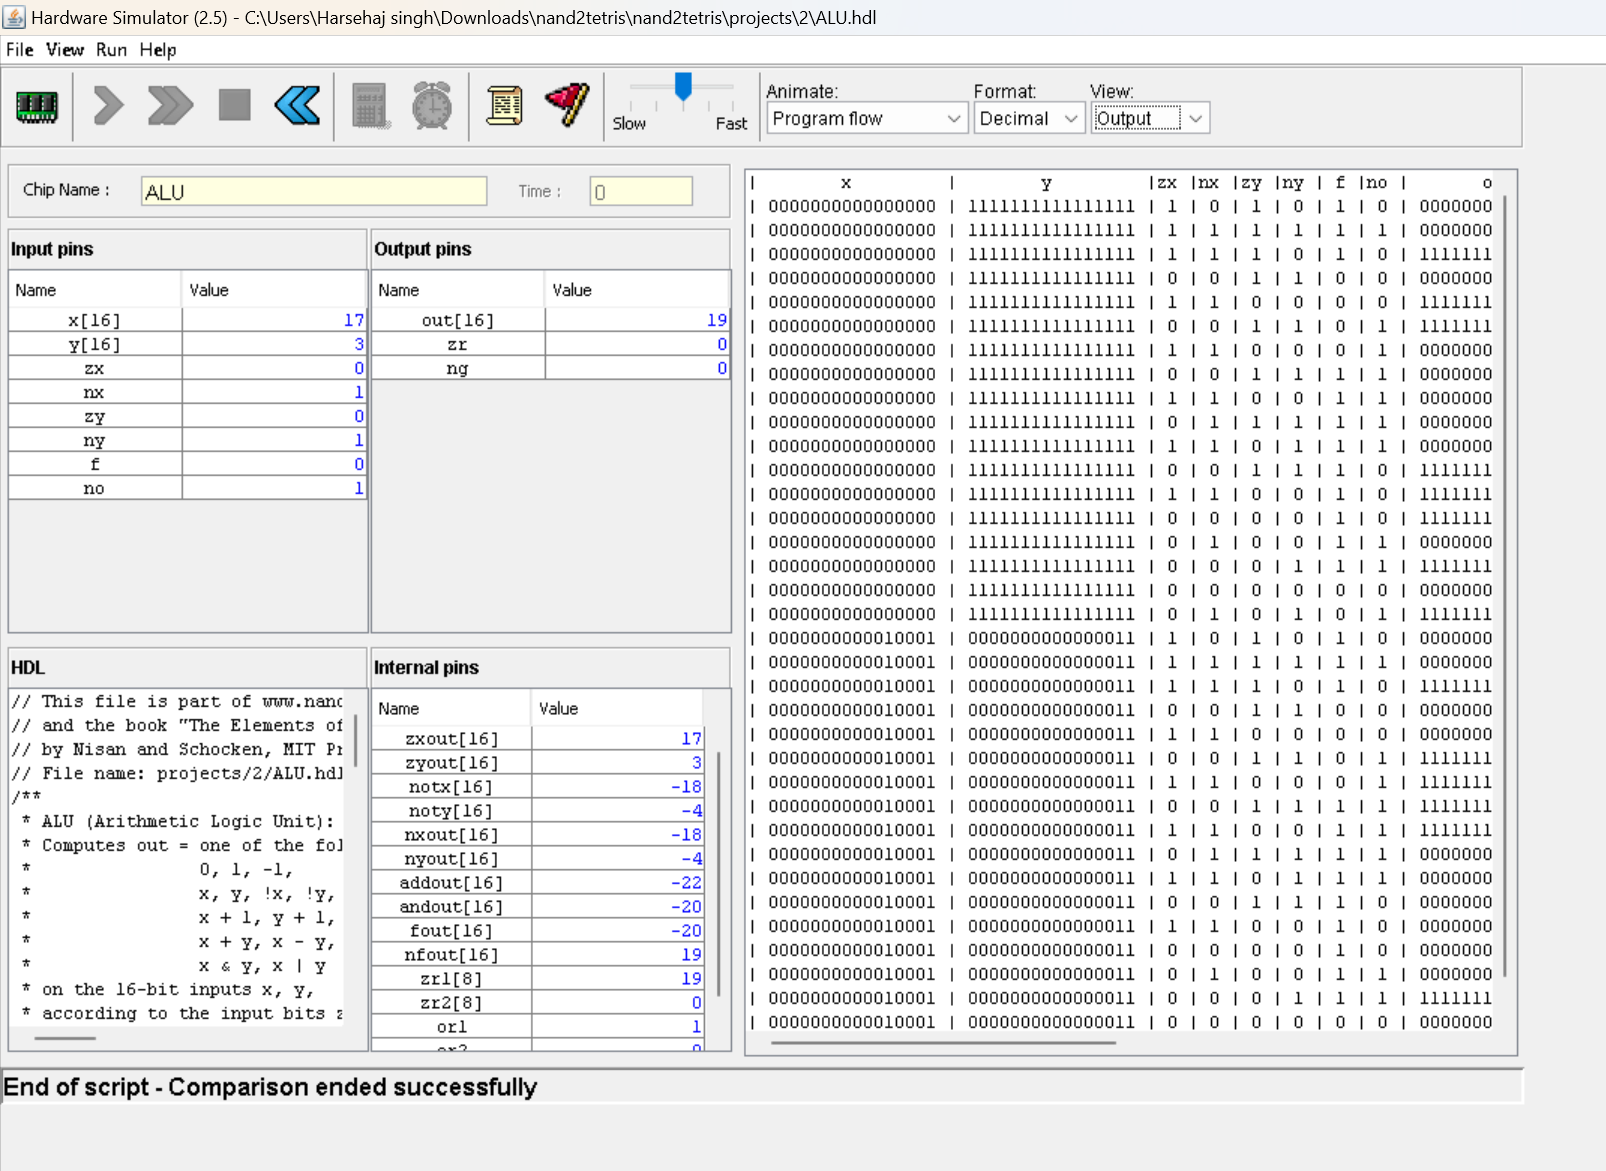 Hardware Simulator (2.5) - C:\Users\Harsehaj singh\Downloads\nand2tetris\nand2tetris\projects\2\ALU.hdl
File View Run Help
Slow Fast
Animate: Format: View:
Program flow Decimal Output
Chip Name : ALU Time : 0
Input pins
Name Value
x[16] 17
y[16] 3
zx 0
nx 1
zy 0
ny 1
f 0
no 1
Output pins
Name Value
out[16] 19
zr 0
ng 0
HDL
// This file is part of www.nand
// and the book "The Elements of
// by Nisan and Schocken, MIT Pr
// File name: projects/2/ALU.hdl
/**
* ALU (Arithmetic Logic Unit):
* Computes out = one of the fol
* 0, 1, -1,
* x, y, !x, !y,
* x + 1, y + 1,
* x + y, x - y,
* x & y, x | y
* on the 16-bit inputs x, y,
* according to the input bits z
Internal pins
Name Value
zxout[16] 17
zyout[16] 3
notx[16] -18
noty[16] -4
nxout[16] -18
nyout[16] -4
addout[16] -22
andout[16] -20
fout[16] -20
nfout[16] 19
zr1[8] 19
zr2[8] 0
or1 1
or2 0
| x | y |zx |nx |zy |ny | f |no | o
| 0000000000000000 | 1111111111111111 | 1 | 0 | 1 | 0 | 1 | 0 | 0000000
| 0000000000000000 | 1111111111111111 | 1 | 1 | 1 | 1 | 1 | 1 | 0000000
| 0000000000000000 | 1111111111111111 | 1 | 1 | 1 | 0 | 1 | 0 | 1111111
| 0000000000000000 | 1111111111111111 | 0 | 0 | 1 | 1 | 0 | 0 | 0000000
| 0000000000000000 | 1111111111111111 | 1 | 1 | 0 | 0 | 0 | 0 | 1111111
| 0000000000000000 | 1111111111111111 | 0 | 0 | 1 | 1 | 0 | 1 | 1111111
| 0000000000000000 | 1111111111111111 | 1 | 1 | 0 | 0 | 0 | 1 | 0000000
| 0000000000000000 | 1111111111111111 | 0 | 0 | 1 | 1 | 1 | 1 | 0000000
| 0000000000000000 | 1111111111111111 | 1 | 1 | 0 | 0 | 1 | 1 | 0000000
| 0000000000000000 | 1111111111111111 | 0 | 1 | 1 | 1 | 1 | 1 | 0000000
| 0000000000000000 | 1111111111111111 | 1 | 1 | 0 | 1 | 1 | 1 | 0000000
| 0000000000000000 | 1111111111111111 | 0 | 0 | 1 | 1 | 1 | 0 | 1111111
| 0000000000000000 | 1111111111111111 | 1 | 1 | 0 | 0 | 1 | 0 | 1111111
| 0000000000000000 | 1111111111111111 | 0 | 0 | 0 | 0 | 1 | 0 | 1111111
| 0000000000000000 | 1111111111111111 | 0 | 1 | 0 | 0 | 1 | 1 | 0000000
| 0000000000000000 | 1111111111111111 | 0 | 0 | 0 | 1 | 1 | 1 | 1111111
| 0000000000000000 | 1111111111111111 | 0 | 0 | 0 | 0 | 0 | 0 | 0000000
| 0000000000000000 | 1111111111111111 | 0 | 1 | 0 | 1 | 0 | 1 | 1111111
| 0000000000010001 | 0000000000000011 | 1 | 0 | 1 | 0 | 1 | 0 | 0000000
| 0000000000010001 | 0000000000000011 | 1 | 1 | 1 | 1 | 1 | 1 | 0000000
| 0000000000010001 | 0000000000000011 | 1 | 1 | 1 | 0 | 1 | 0 | 1111111
| 0000000000010001 | 0000000000000011 | 0 | 0 | 1 | 1 | 0 | 0 | 0000000
| 0000000000010001 | 0000000000000011 | 1 | 1 | 0 | 0 | 0 | 0 | 0000000
| 0000000000010001 | 0000000000000011 | 0 | 0 | 1 | 1 | 0 | 1 | 1111111
| 0000000000010001 | 0000000000000011 | 1 | 1 | 0 | 0 | 0 | 1 | 1111111
| 0000000000010001 | 0000000000000011 | 0 | 0 | 1 | 1 | 1 | 1 | 1111111
| 0000000000010001 | 0000000000000011 | 1 | 1 | 0 | 0 | 1 | 1 | 1111111
| 0000000000010001 | 0000000000000011 | 0 | 1 | 1 | 1 | 1 | 1 | 0000000
| 0000000000010001 | 0000000000000011 | 1 | 1 | 0 | 1 | 1 | 1 | 0000000
| 0000000000010001 | 0000000000000011 | 0 | 0 | 1 | 1 | 1 | 0 | 0000000
| 0000000000010001 | 0000000000000011 | 1 | 1 | 0 | 0 | 1 | 0 | 0000000
| 0000000000010001 | 0000000000000011 | 0 | 0 | 0 | 0 | 1 | 0 | 0000000
| 0000000000010001 | 0000000000000011 | 0 | 1 | 0 | 0 | 1 | 1 | 0000000
| 0000000000010001 | 0000000000000011 | 0 | 0 | 0 | 1 | 1 | 1 | 1111111
| 0000000000010001 | 0000000000000011 | 0 | 0 | 0 | 0 | 0 | 0 | 0000000
End of script - Comparison ended successfully